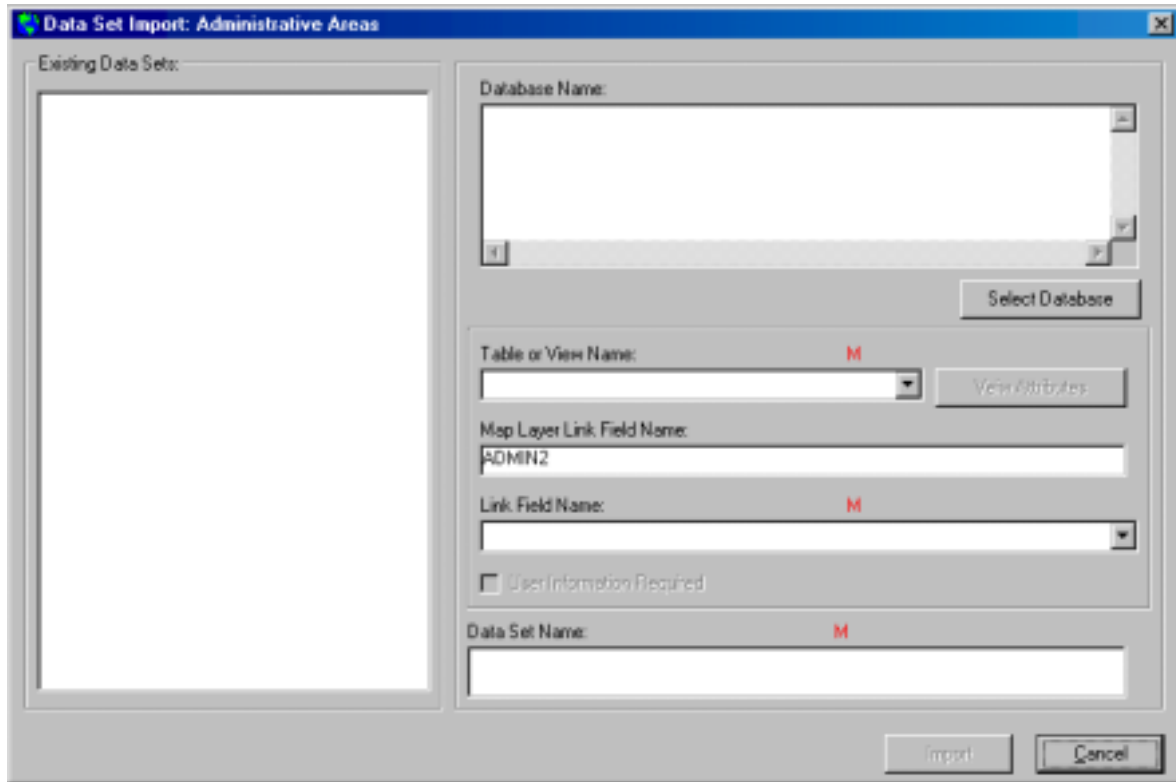 Data Set Import: Administrative Areas
Existing Data Sets:
Database Name:
Select Database
Table or View Name: M
View Attributes
Map Layer Link Field Name:
ADMIN2
Link Field Name: M
User Information Required
Data Set Name: M
Import
Cancel